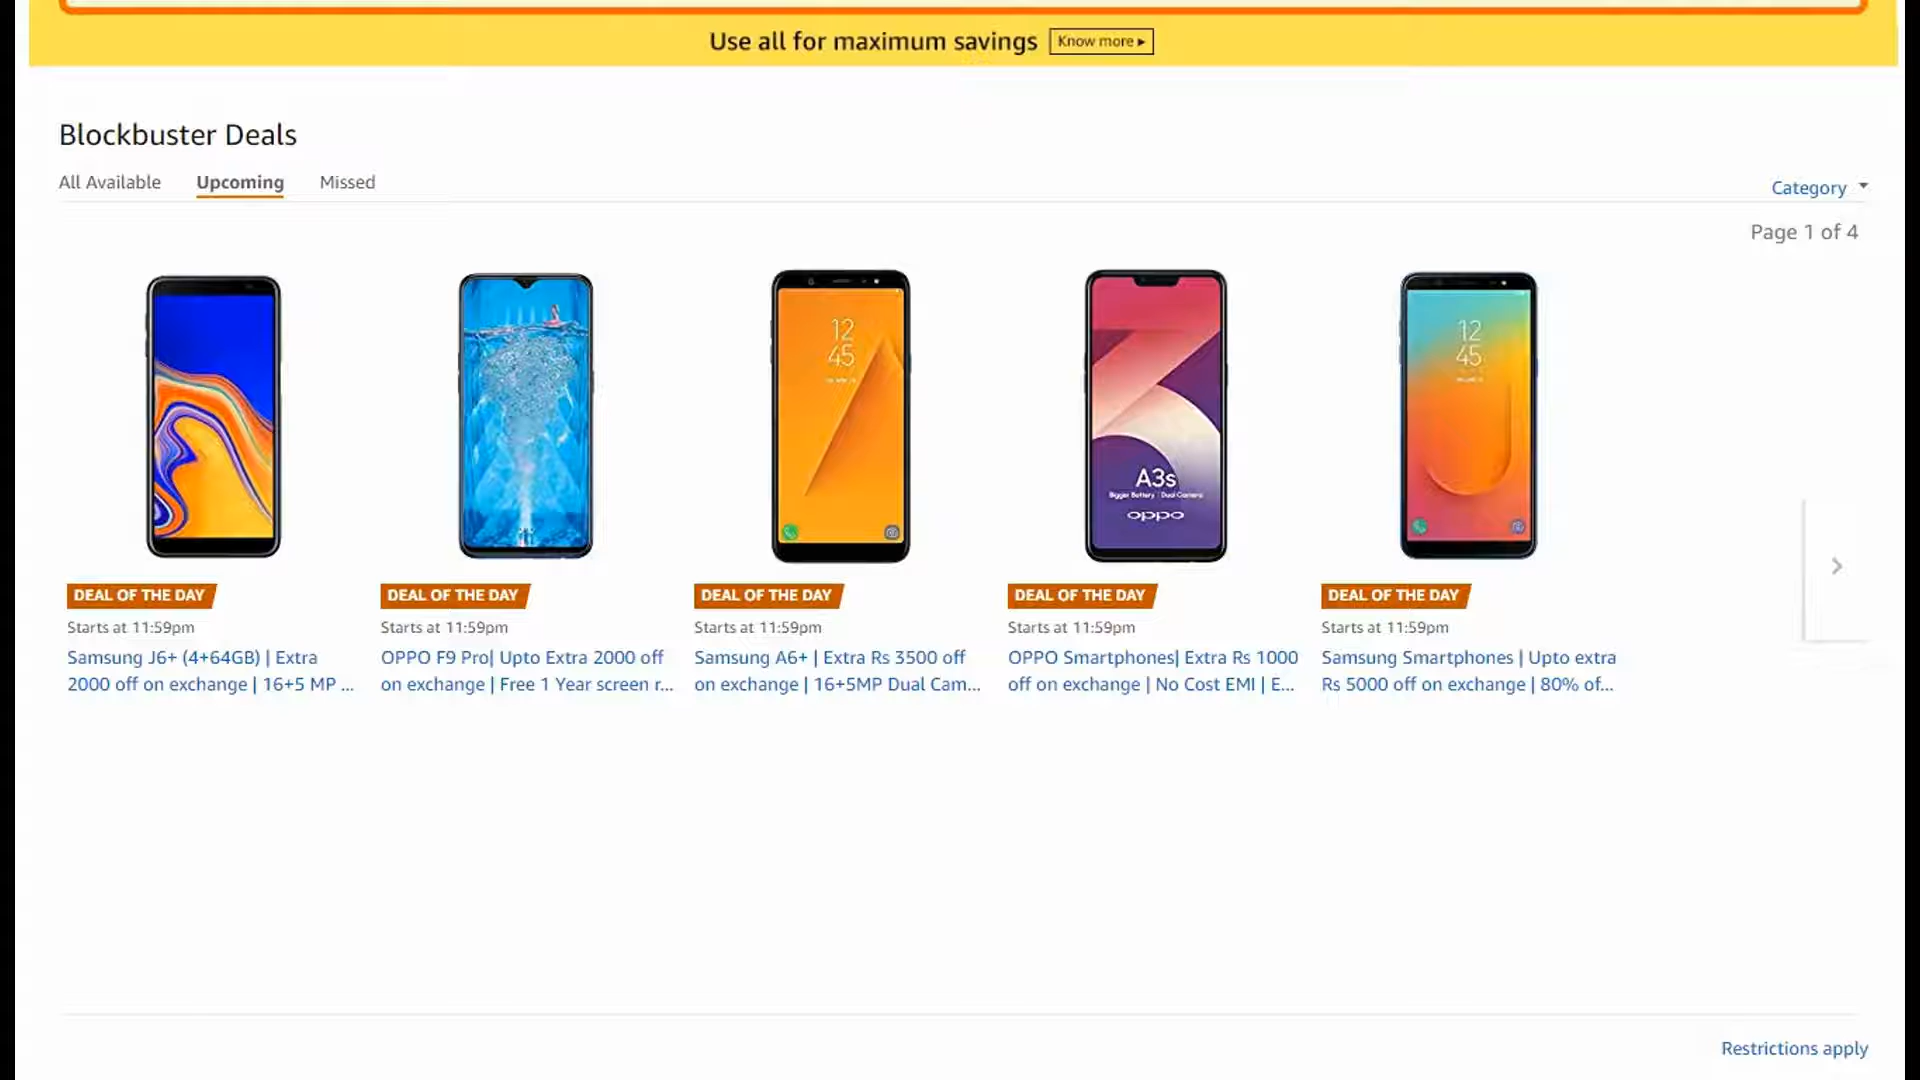 Use all for maximum savings Know more ▸
Blockbuster Deals
All Available Upcoming Missed
Category
Page 1 of 4
12
45
12
45
A3s
Bigger Battery | Dual Camera
oppo
DEAL OF THE DAY
Starts at 11:59pm
Samsung J6+ (4+64GB) | Extra
2000 off on exchange | 16+5 MP ...
DEAL OF THE DAY
Starts at 11:59pm
OPPO F9 Pro| Upto Extra 2000 off
on exchange | Free 1 Year screen r...
DEAL OF THE DAY
Starts at 11:59pm
Samsung A6+ | Extra Rs 3500 off
on exchange | 16+5MP Dual Cam...
DEAL OF THE DAY
Starts at 11:59pm
OPPO Smartphones| Extra Rs 1000
off on exchange | No Cost EMI | E...
DEAL OF THE DAY
Starts at 11:59pm
Samsung Smartphones | Upto extra
Rs 5000 off on exchange | 80% of...
Restrictions apply